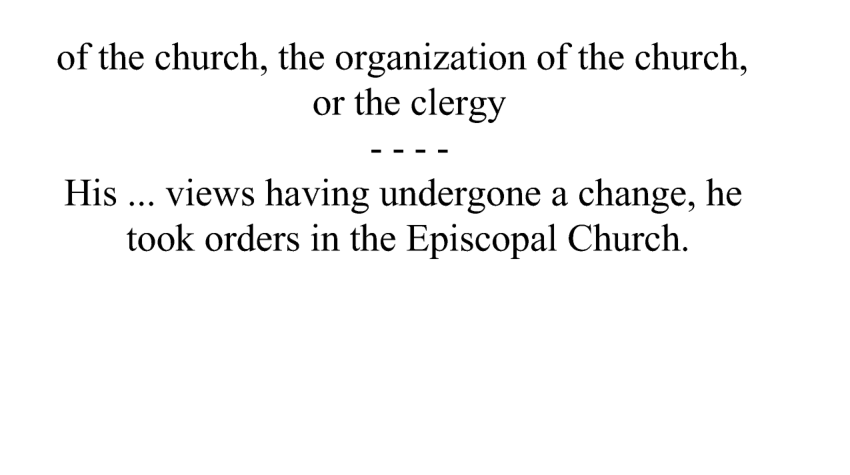 of the church, the organization of the church,
or the clergy
- - - -
His ... views having undergone a change, he
took orders in the Episcopal Church.